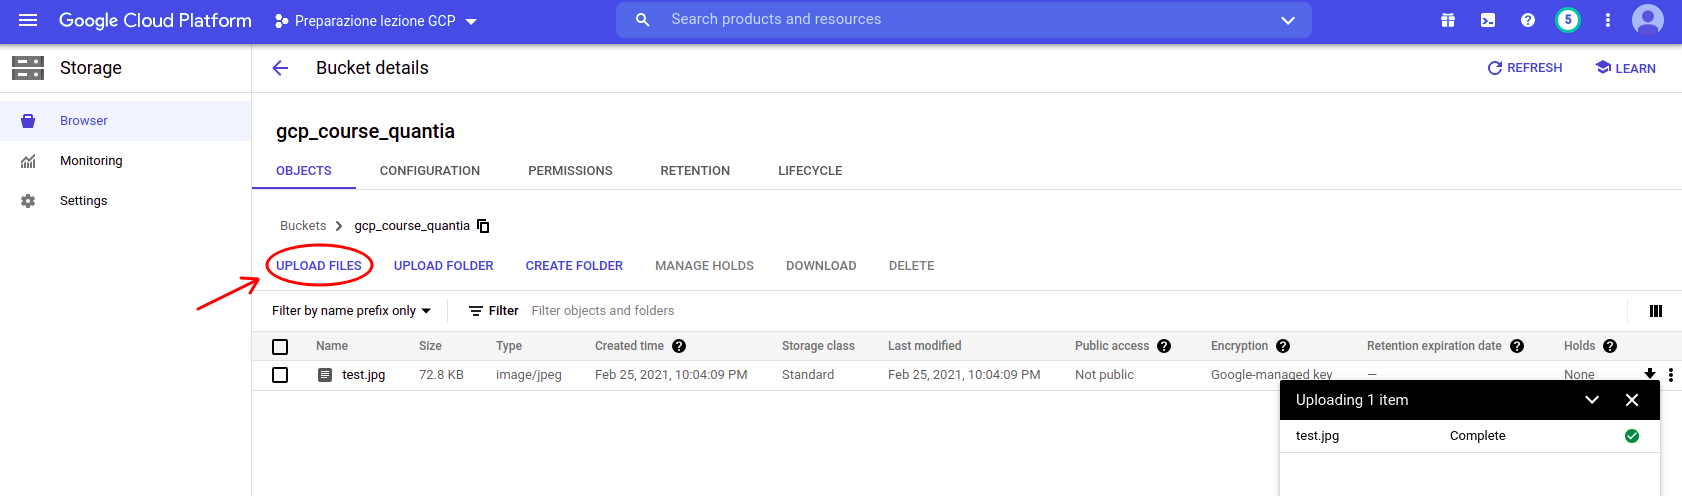 Google Cloud Platform Preparazione lezione GCP Search products and resources 5
Storage Bucket details REFRESH LEARN
Browser
gcp_course_quantia
Monitoring OBJECTS CONFIGURATION PERMISSIONS RETENTION LIFECYCLE
Settings
Buckets gcp_course_quantia
UPLOAD FILES UPLOAD FOLDER CREATE FOLDER MANAGE HOLDS DOWNLOAD DELETE
Filter by name prefix only Filter Filter objects and folders
Name Size Type Created time Storage class Last modified Public access Encryption Retention expiration date Holds
test.jpg 72.8 KB image/jpeg Feb 25, 2021, 10:04:09 PM Standard Feb 25, 2021, 10:04:09 PM Not public Google-managed key — None
Uploading 1 item
test.jpg Complete